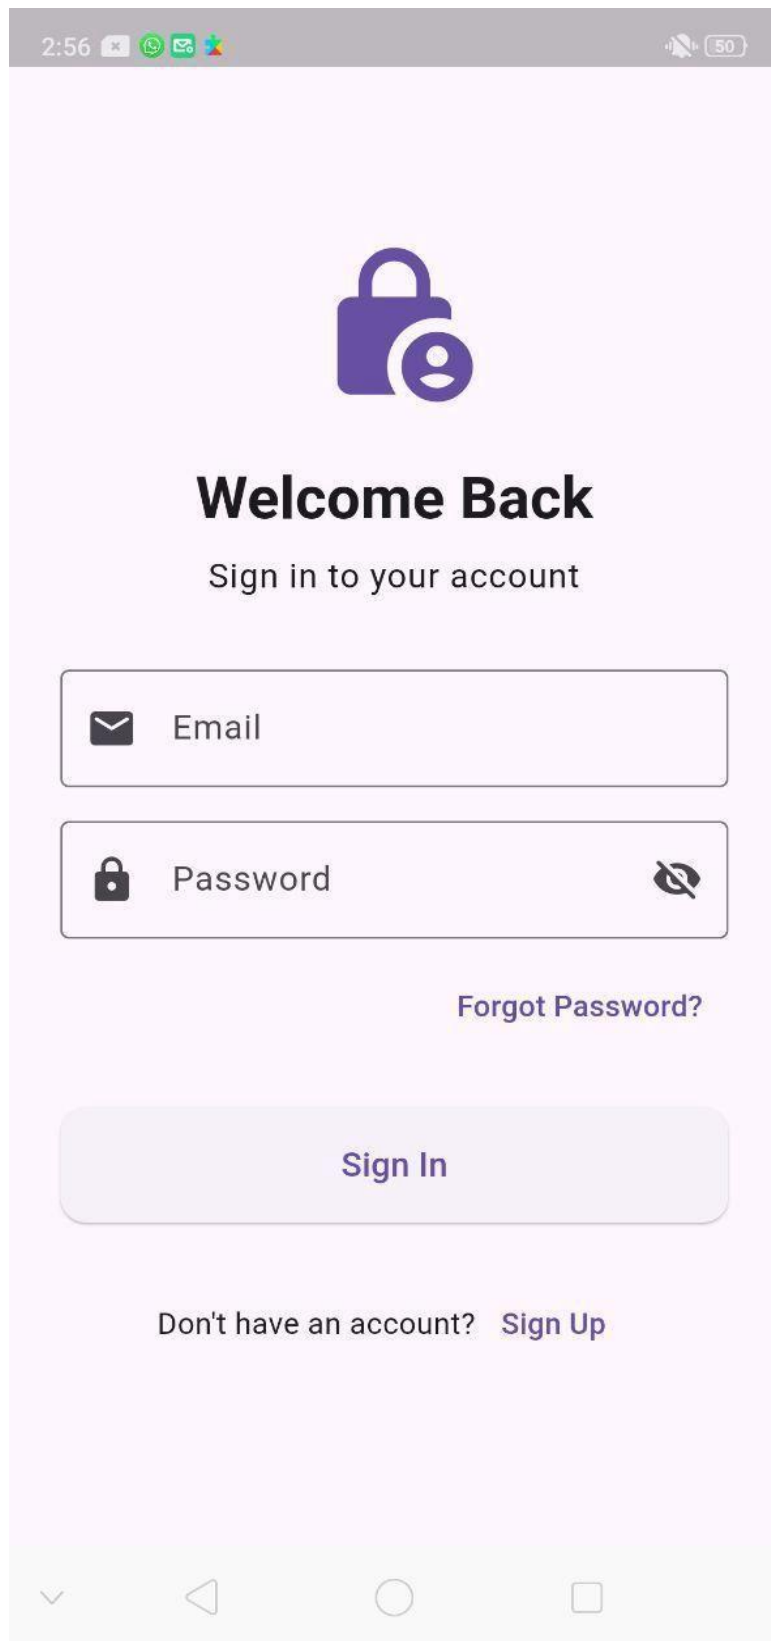 2:56
50
Welcome Back
Sign in to your account
Email
Password
Forgot Password?
Sign In
Don't have an account? Sign Up